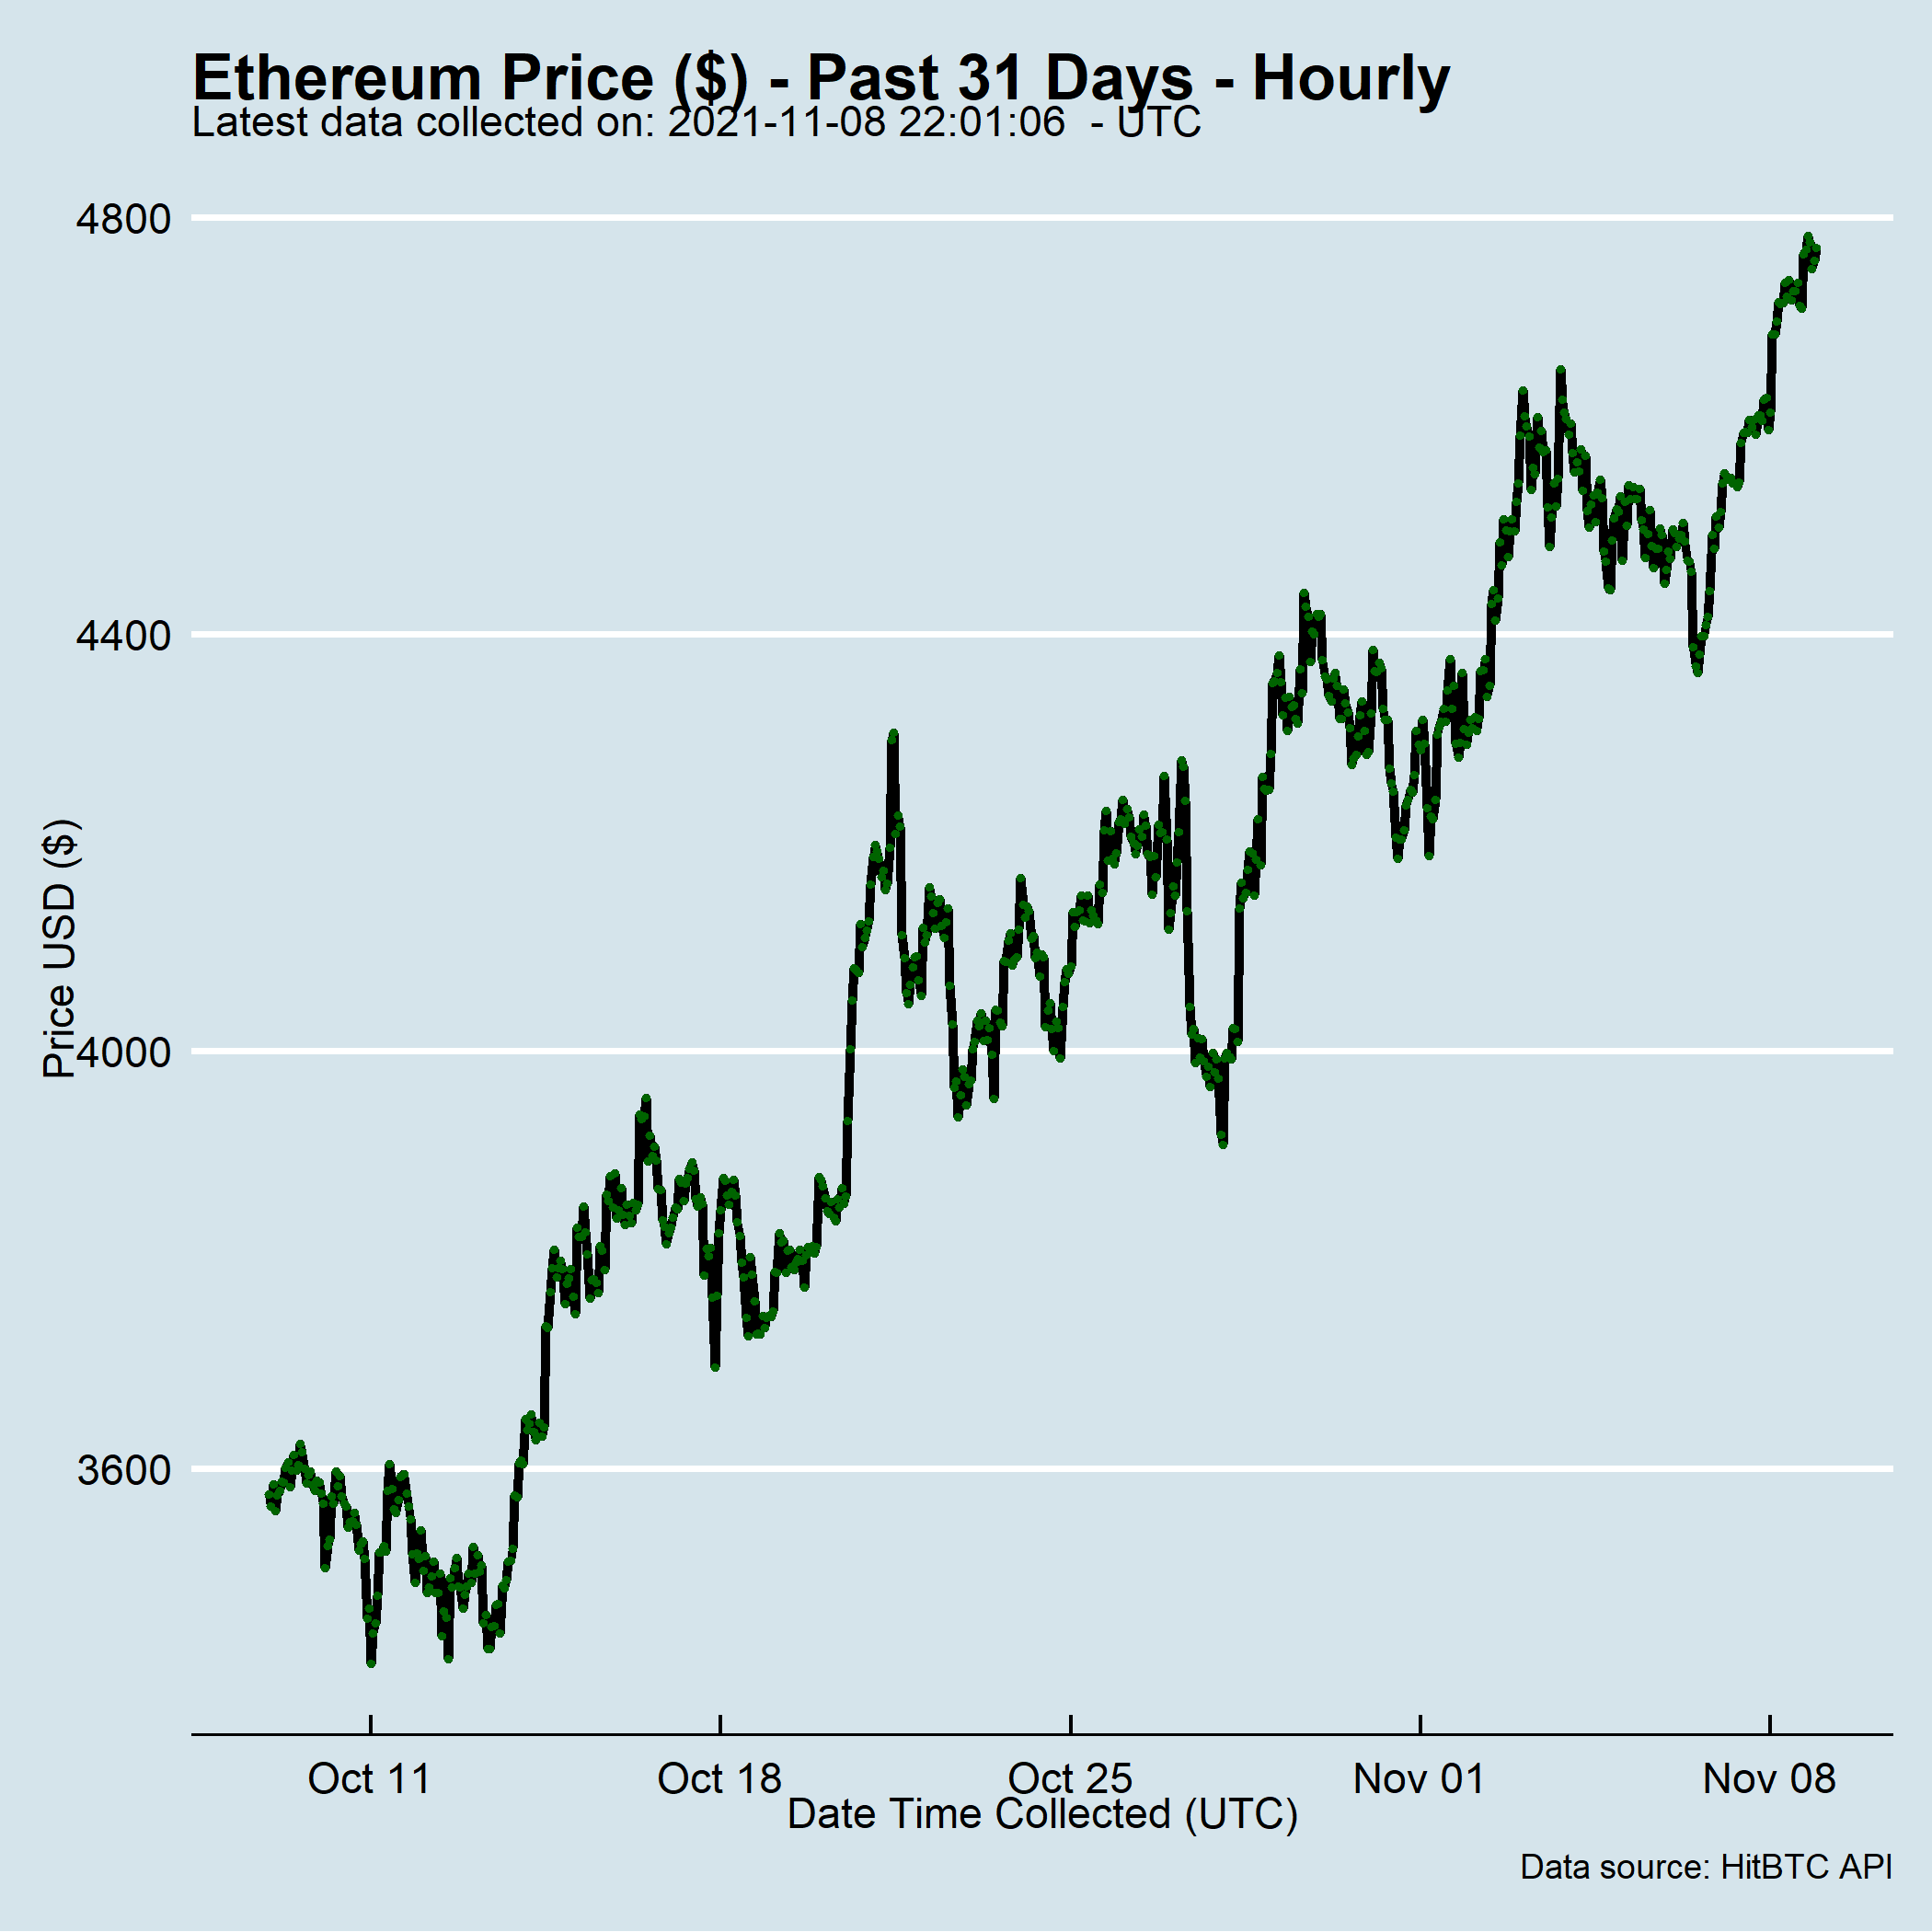 Ethereum Price ($) - Past 31 Days - Hourly
Latest data collected on: 2021-11-08 22:01:06  - UTC
4800
4400
4000
3600
Price USD ($)
Oct 11 Oct 18 Oct 25 Nov 01 Nov 08
Date Time Collected (UTC)
Data source: HitBTC API